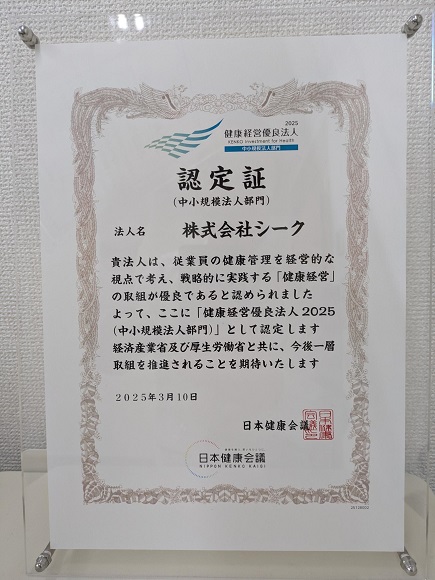 2025
健康経営優良法人
KENKO Investment for Health
中小規模法人部門
認定証
(中小規模法人部門)
法人名 株式会社シーク
貴法人は、従業員の健康管理を経営的な
視点で考え、戦略的に実践する「健康経営」
の取組が優良であると認められました
よって、ここに「健康経営優良法人2025
(中小規模法人部門)」として認定します
経済産業省及び厚生労働省と共に、今後一層
取組を推進されることを期待いたします
2025年3月10日
日本健康会議
日本健康会議
NIPPON KENKO KAIGI